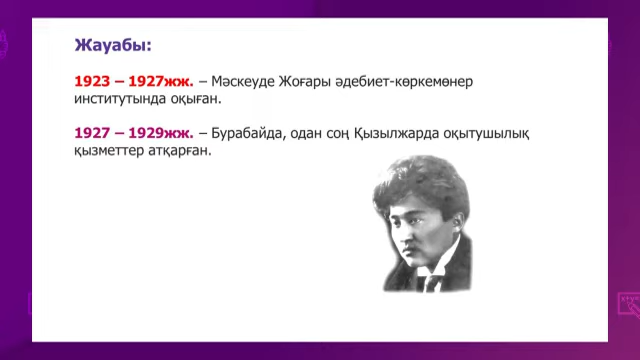 Жауабы:
1923 – 1927жж. – Мәскеуде Жоғары әдебиет-көркемөнер
институтында оқыған.
1927 – 1929жж. – Бурабайда, одан соң Қызылжарда оқытушылық
қызметтер атқарған.